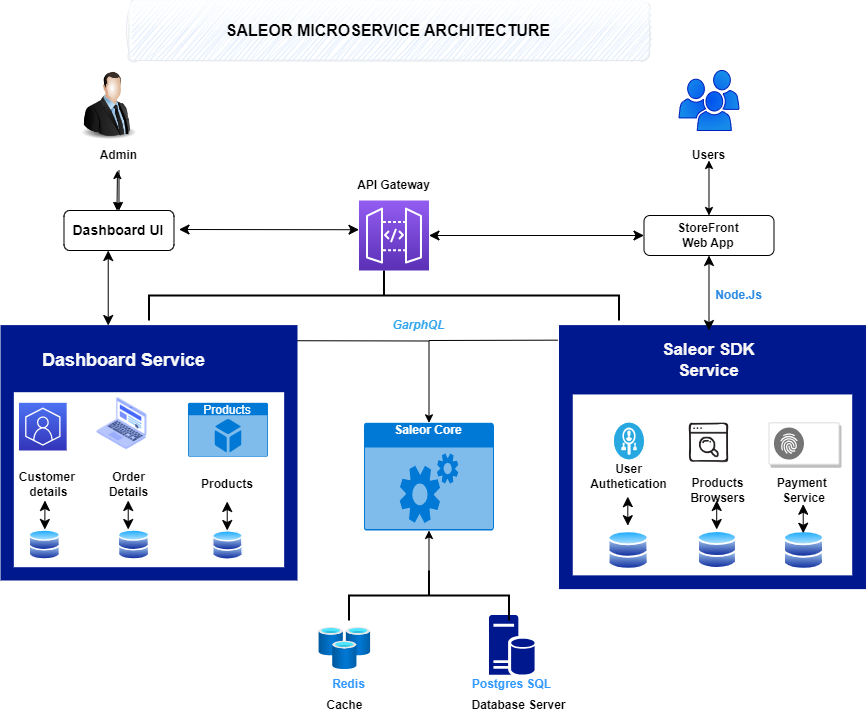 SALEOR MICROSERVICE ARCHITECTURE
Admin
Users
API Gateway
Dashboard UI
</>
StoreFront
Web App
Node.Js
GarphQL
Dashboard Service
Saleor SDK
Service
Products
Customer
details
Order
Details
Products
Saleor Core
User
Authetication
Products
Browsers
Payment
Service
Redis
Cache
Postgres SQL
Database Server